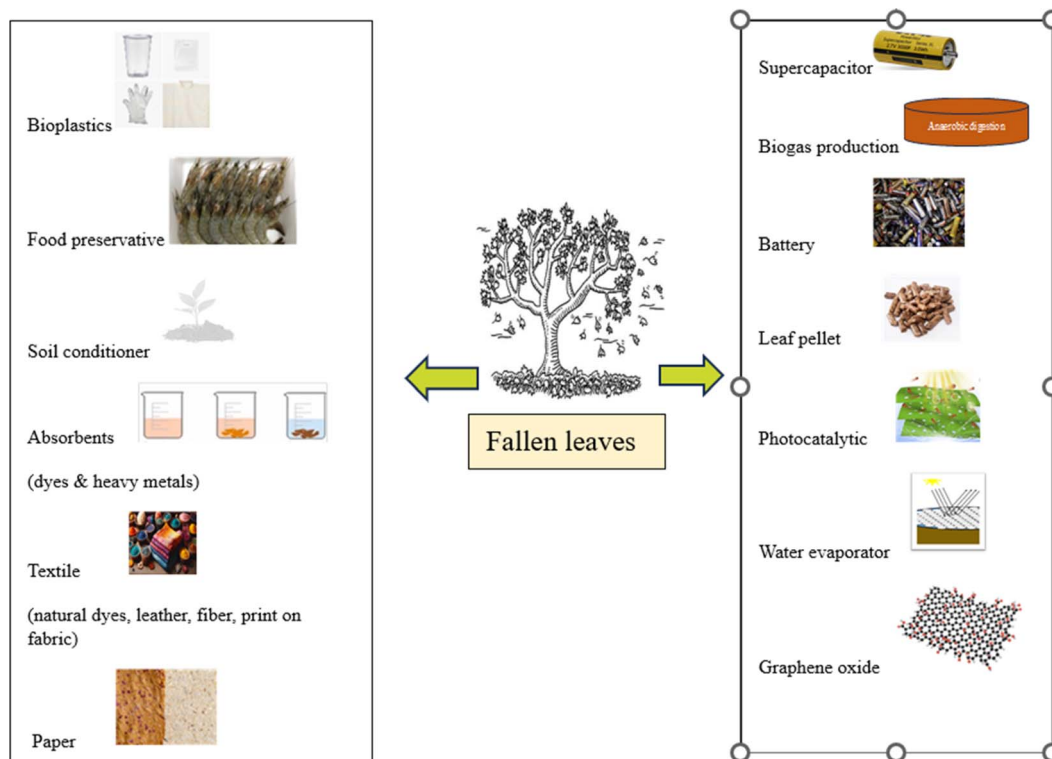 Bioplastics
Food preservative
Soil conditioner
Absorbents
(dyes & heavy metals)
Textile
(natural dyes, leather, fiber, print on
fabric)
Paper
Fallen leaves
Supercapacitor
Biogas production
Anaerobic digestion
Battery
Leaf pellet
Photocatalytic
Water evaporator
Graphene oxide